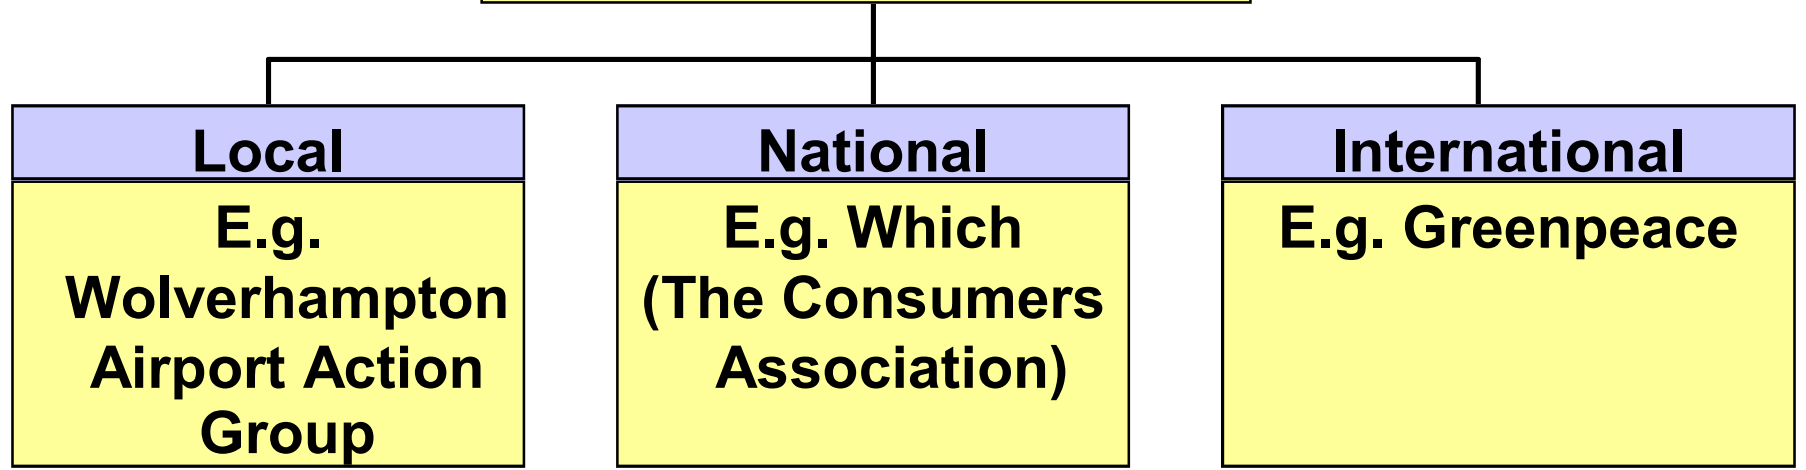 Local
E.g.
Wolverhampton
Airport Action
Group
National
E.g. Which
(The Consumers
Association)
International
E.g. Greenpeace